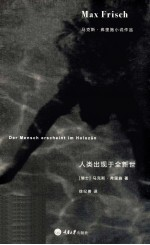 Max Frisch
马克斯·弗里施小说作品
Der Mensch erscheint im Holozän
人类出现于全新世
[瑞士] 马克斯·弗里施 著
重庆大学出版社